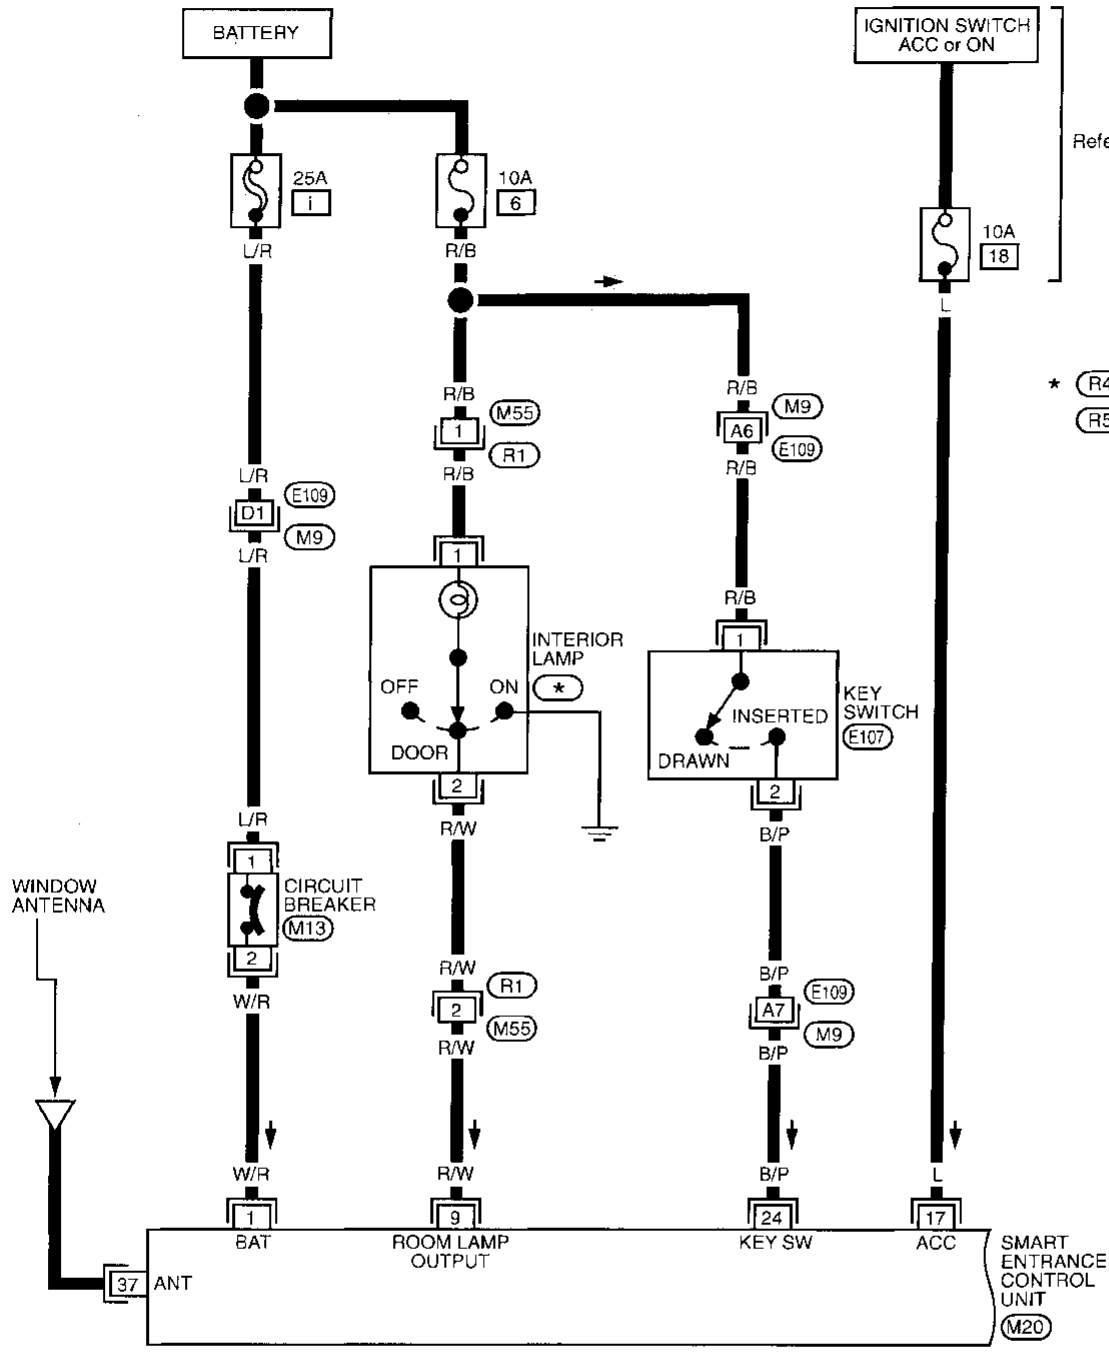 BATTERY
IGNITION SWITCH
ACC or ON
Refe
25A
i
10A
6
10A
18
L/R
R/B
L
* R4
R5
R/B
M55
1
R1
R/B
R/B
M9
A6
E109
R/B
L/R
E109
D1
M9
L/R
1
R/B
1
INTERIOR
LAMP
*
OFF
ON
DOOR
2
KEY
SWITCH
E107
INSERTED
DRAWN
2
R/W
B/P
L/R
1
CIRCUIT
BREAKER
M13
2
W/R
WINDOW
ANTENNA
R/W
R1
2
M55
R/W
B/P
E109
A7
M9
B/P
W/R
R/W
B/P
L
1
9
24
17
BAT
ROOM LAMP
OUTPUT
KEY SW
ACC
SMART
ENTRANCE
CONTROL
UNIT
M20
37
ANT